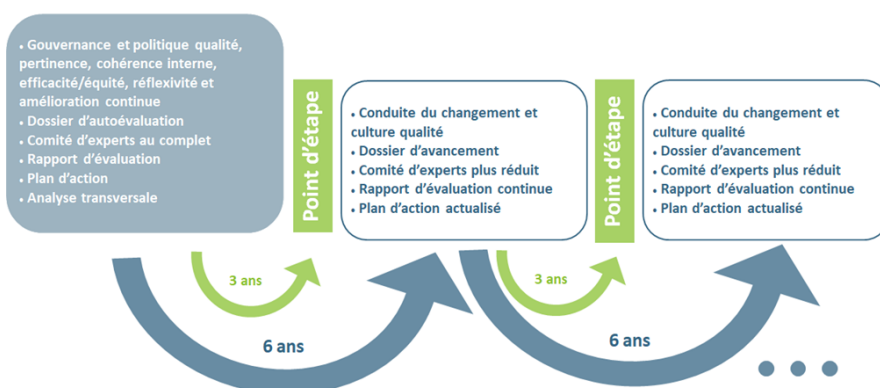 • Gouvernance et politique qualité,
pertinence, cohérence interne,
efficacité/équité, réflexivité et
amélioration continue
• Dossier d'autoévaluation
• Comité d'experts au complet
• Rapport d'évaluation
• Plan d'action
• Analyse transversale
Point d'étape
• Conduite du changement et
culture qualité
• Dossier d'avancement
• Comité d'experts plus réduit
• Rapport d'évaluation continue
• Plan d'action actualisé
Point d'étape
• Conduite du changement et
culture qualité
• Dossier d'avancement
• Comité d'experts plus réduit
• Rapport d'évaluation continue
• Plan d'action actualisé
3 ans
3 ans
6 ans
6 ans